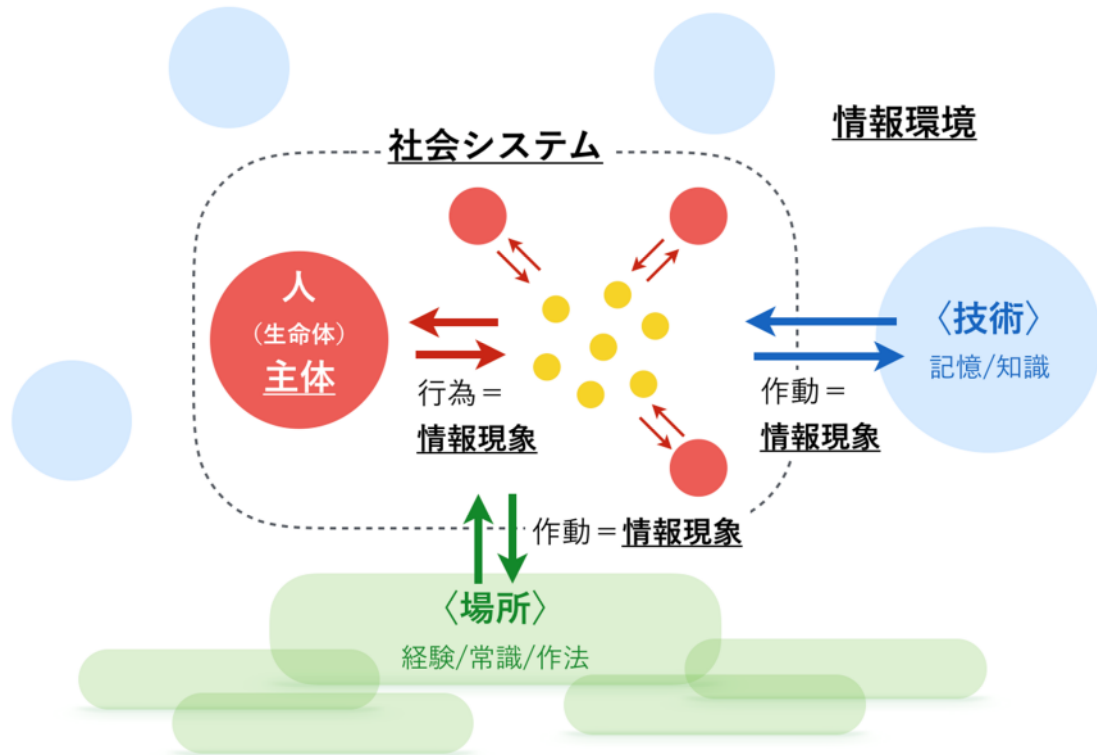 情報環境
社会システム
人
（生命体）
主体
行為＝
情報現象
〈技術〉
記憶/知識
作動＝
情報現象
作動＝情報現象
〈場所〉
経験/常識/作法